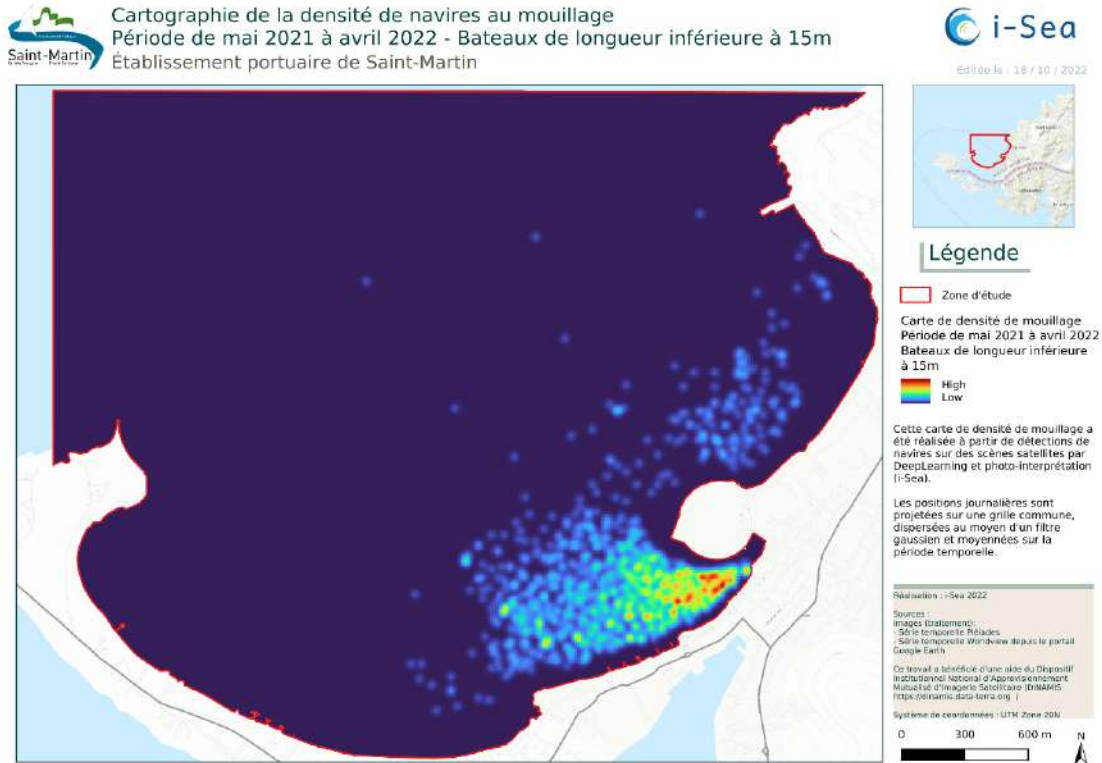 Saint-Martin
Cartographie de la densité de navires au mouillage
Période de mai 2021 à avril 2022 - Bateaux de longueur inférieure à 15m
Établissement portuaire de Saint-Martin
i-Sea
Editée le : 18 / 10 / 2022
Légende
Zone d'étude
Carte de densité de mouillage
Période de mai 2021 à avril 2022
Bateaux de longueur inférieure
à 15m
High
Low
Cette carte de densité de mouillage a
été réalisée à partir de détections de
navires sur des scènes satellites par
DeepLearning et photo-interprétation
(i-Sea).
Les positions journalières sont
projetées sur une grille commune,
dispersées au moyen d'un filtre
gaussien et moyennées sur la
période temporelle.
Réalisation : i-Sea 2022
Sources :
Images (traitement):
- Série temporelle Pléiades
- Série temporelle Worldview depuis le portail
Google Earth
Ce travail a bénéficié d'une aide du Dispositif
Institutionnel National d'Approvisionnement
Mutualisé d'Imagerie Satellitaire (DINAMIS
https://dinamis.data-terra.org )
Système de coordonnées : UTM Zone 20N
0 300 600 m
N